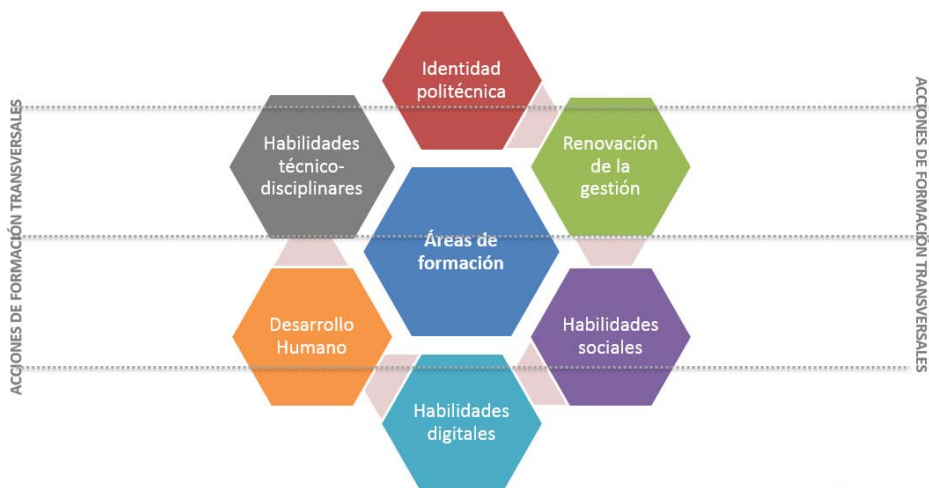 Identidad
politécnica
Renovación
de la
gestión
Habilidades
sociales
Habilidades
digitales
Desarrollo
Humano
Habilidades
técnico-
disciplinares
Áreas de
formación
ACCIONES DE FORMACIÓN TRANSVERSALES
ACCIONES DE FORMACIÓN TRANSVERSALES